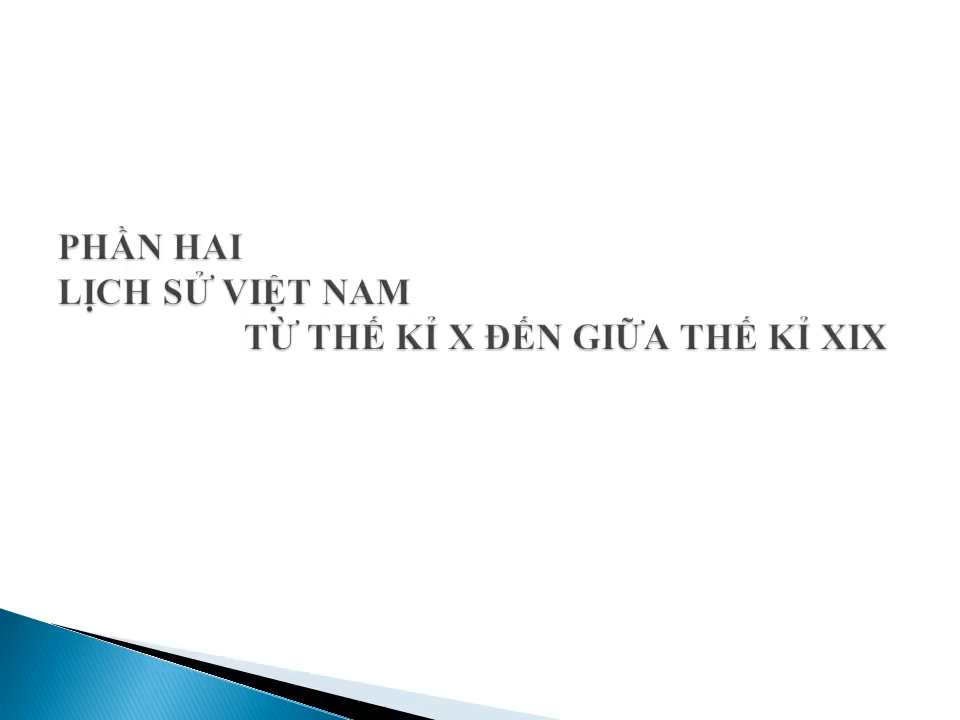 PHẦN HAI
LỊCH SỬ VIỆT NAM
TỪ THẾ KỈ X ĐẾN GIỮA THẾ KỈ XIX